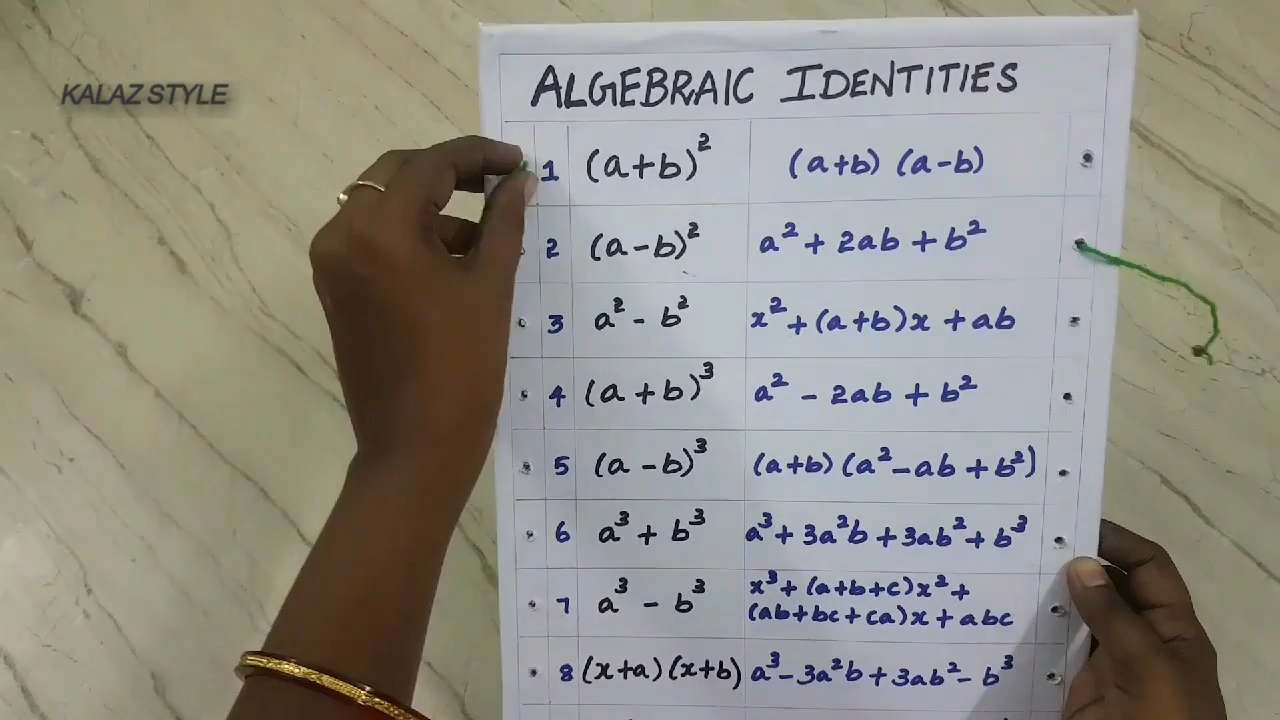 KALAZ STYLE
ALGEBRAIC IDENTITIES
1 (a+b)² (a+b) (a-b)
2 (a-b)² a² + 2ab + b²
3 a² - b² x² + (a+b)x + ab
4 (a+b)³ a² - 2ab + b²
5 (a-b)³ (a+b) (a² - ab + b²)
6 a³ + b³ a³ + 3a²b + 3ab² + b³
7 a³ - b³ x³ + (a+b+c)x² +
(ab+bc+ca)x + abc
8 (x+a) (x+b) a³ - 3a²b + 3ab² - b³